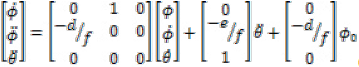 [φ̇ φ̈ θ̈] = [0 1 0; -d/f 0 0; 0 0 0] [φ φ̇ θ̇] + [0; -e/f; 1] θ̈ + [0; -d/f; 0] φ₀